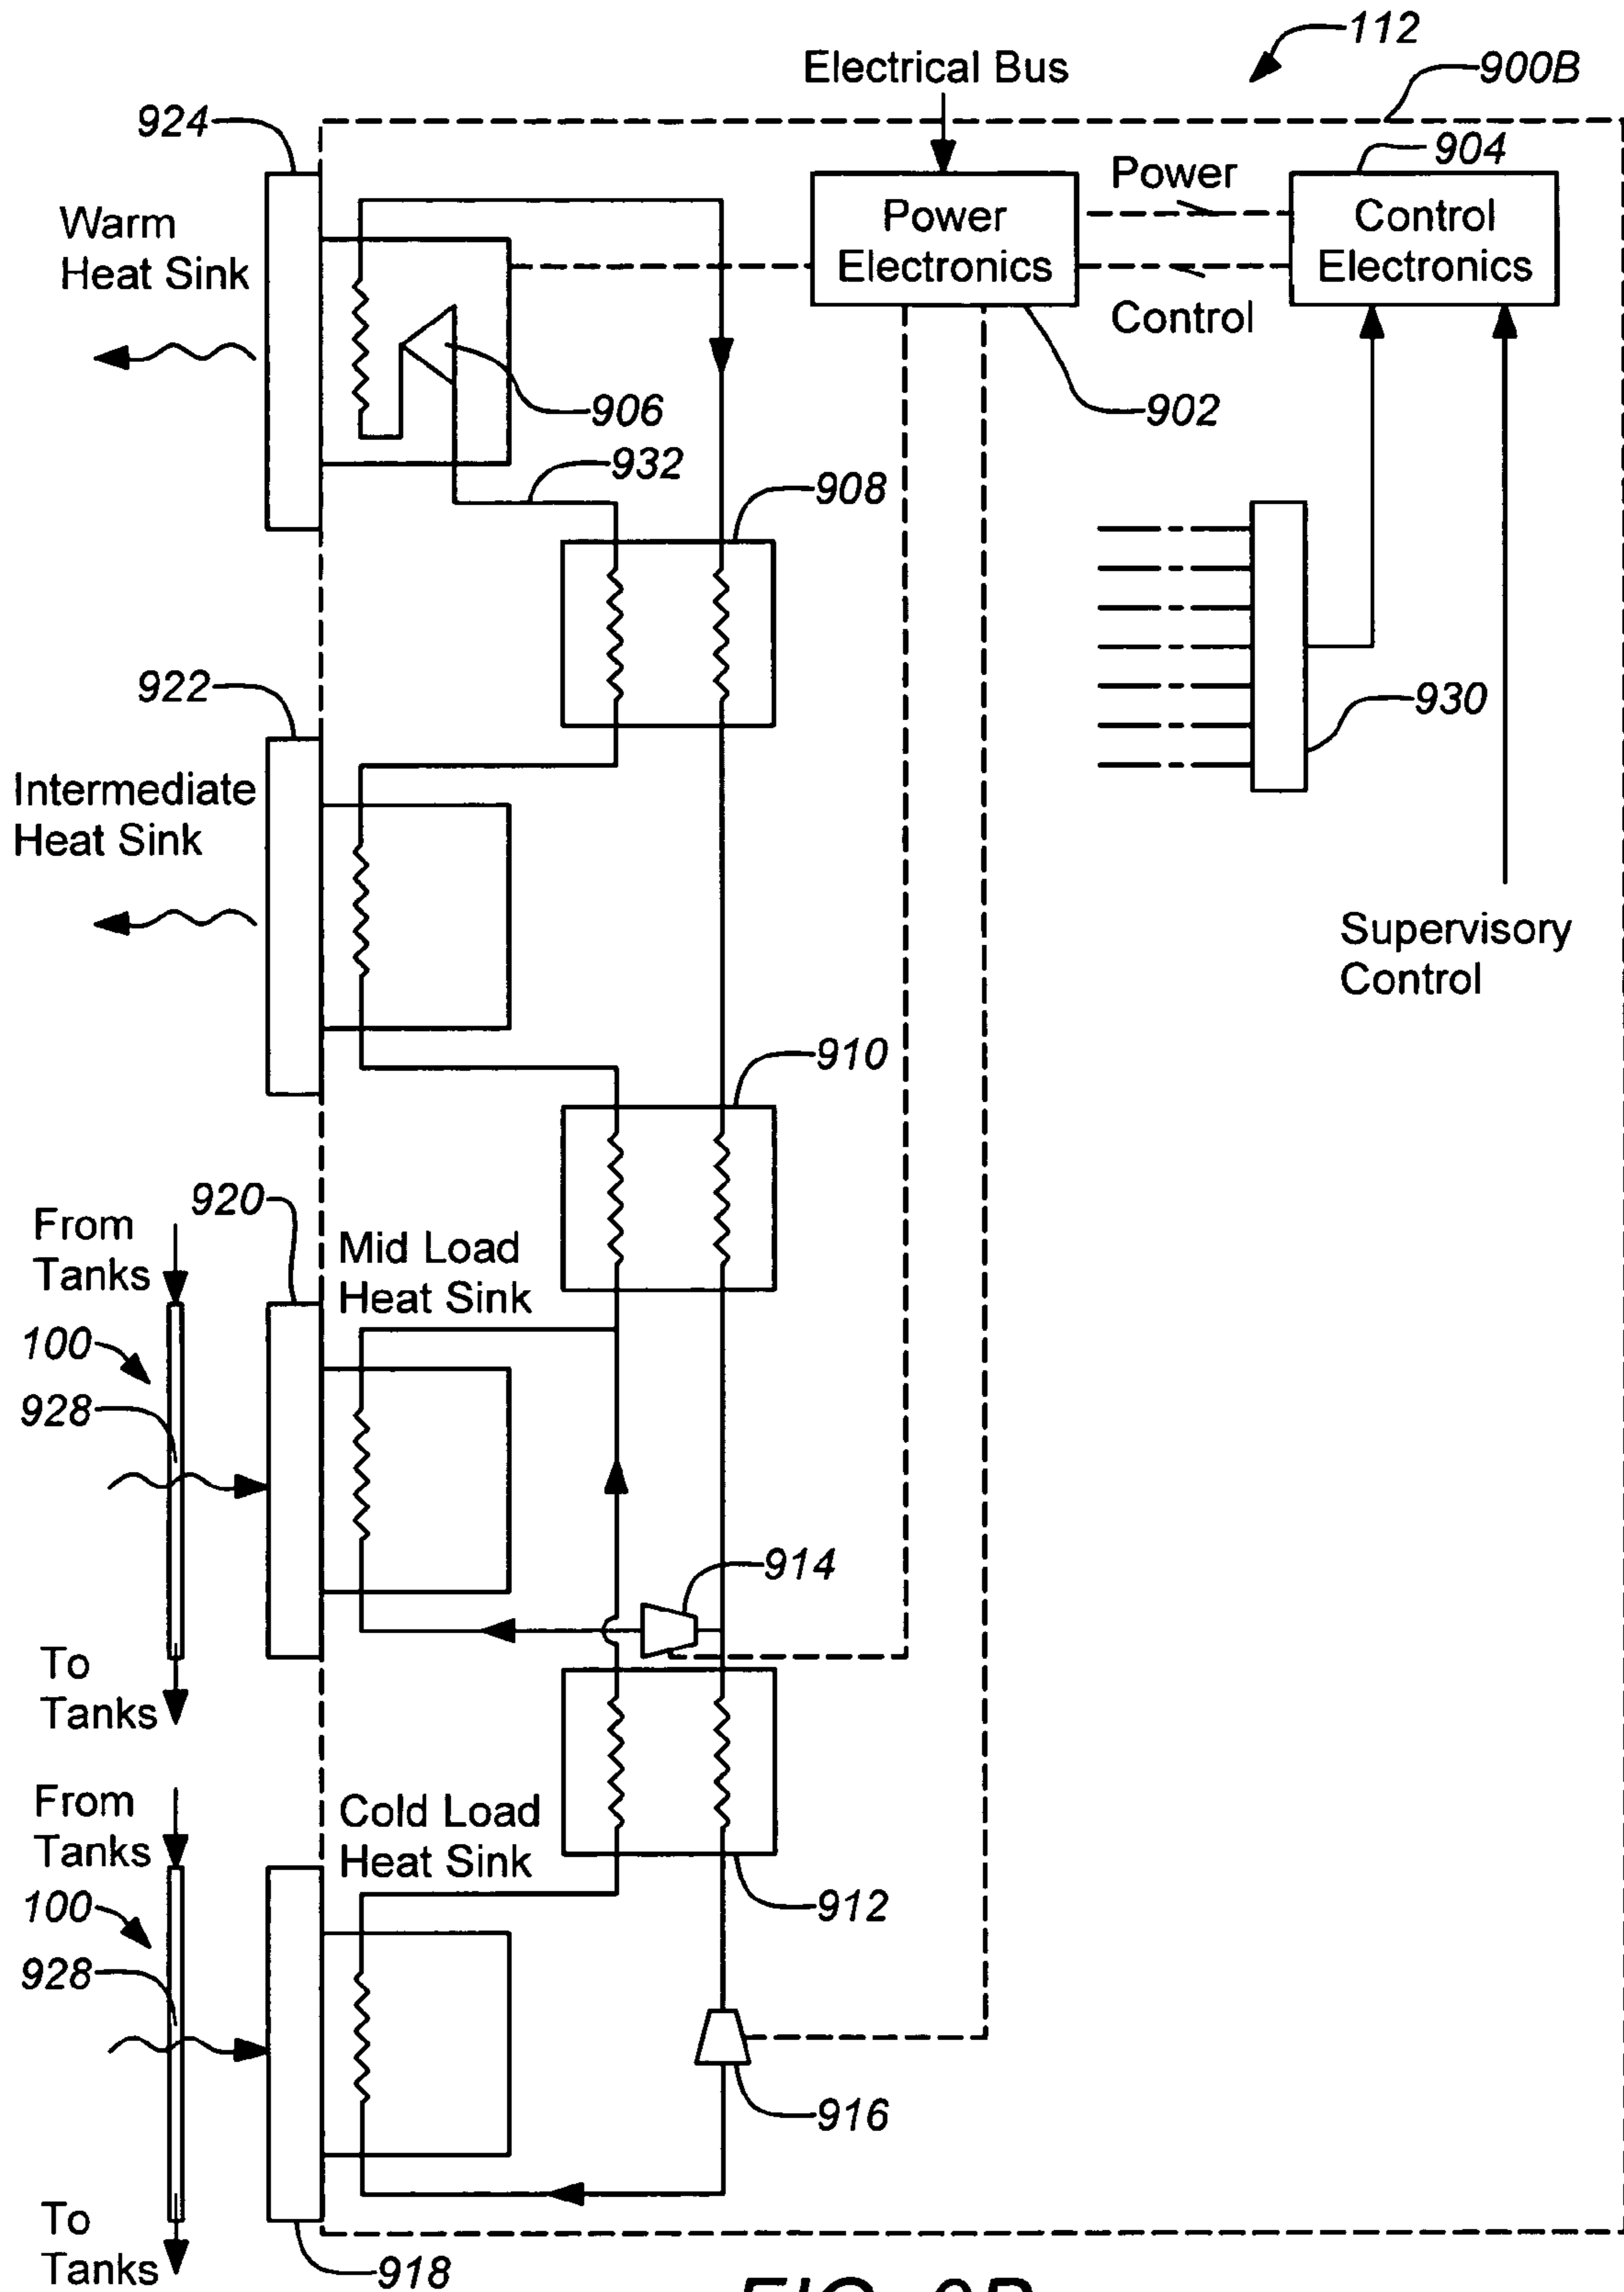 112
Electrical Bus
900B
924
904
Power
Warm
Heat Sink
Power
Electronics
Control
Electronics
Control
906
902
932
908
922
930
Intermediate
Heat Sink
Supervisory
Control
910
920
From
Tanks
Mid Load
Heat Sink
100
928
914
To
Tanks
From
Tanks
Cold Load
Heat Sink
912
100
928
916
To
Tanks
918
FIG. 9B